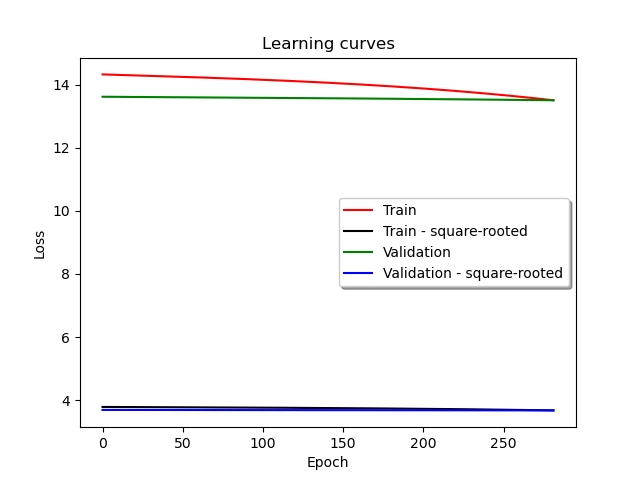 Learning curves
14
12
10
8
6
4
Loss
Train
Train - square-rooted
Validation
Validation - square-rooted
0 50 100 150 200 250
Epoch